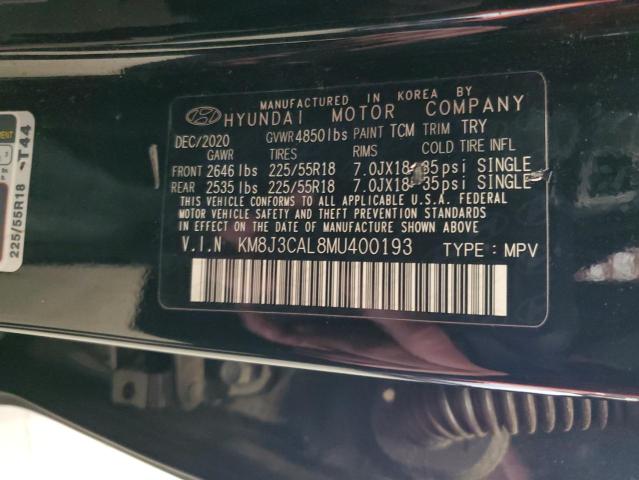 MANUFACTURED IN KOREA BY
HYUNDAI MOTOR COMPANY
DEC/2020 GVWR 4850lbs PAINT TCM TRIM TRY
GAWR TIRES RIMS COLD TIRE INFL
FRONT 2646 lbs 225/55R18 7.0JX18 35psi SINGLE
REAR 2535 lbs 225/55R18 7.0JX18 35psi SINGLE
THIS VEHICLE CONFORMS TO ALL APPLICABLE U.S.A. FEDERAL
MOTOR VEHICLE SAFETY AND THEFT PREVENTION
STANDARDS IN EFFECT ON THE DATE OF MANUFACTURE SHOWN ABOVE.
V.I.N KM8J3CAL8MU400193 TYPE : MPV
225/55R18
T44